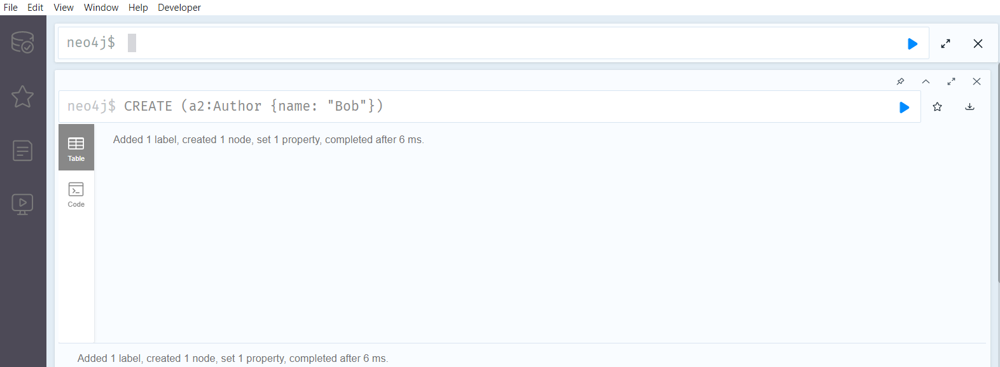 File Edit View Window Help Developer
neo4j$
neo4j$ CREATE (a2:Author {name: "Bob"})
Added 1 label, created 1 node, set 1 property, completed after 6 ms.
Table
Code
Added 1 label, created 1 node, set 1 property, completed after 6 ms.